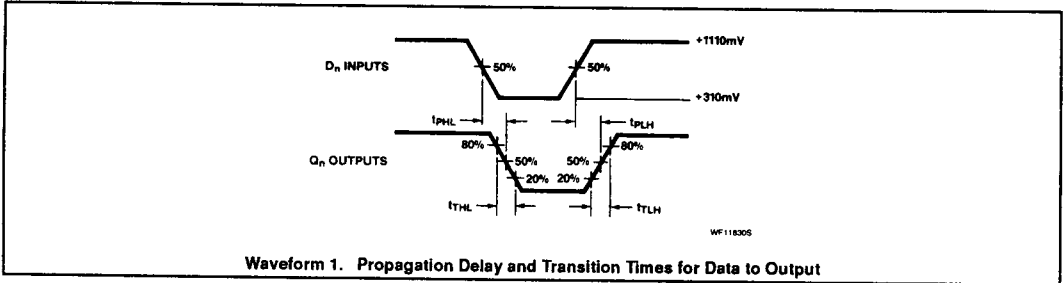 +1110mV
Dn INPUTS
50%
50%
+310mV
tPHL
tPLH
80%
80%
Qn OUTPUTS
50%
50%
20%
20%
tTHL
tTLH
WF11830S
Waveform 1. Propagation Delay and Transition Times for Data to Output